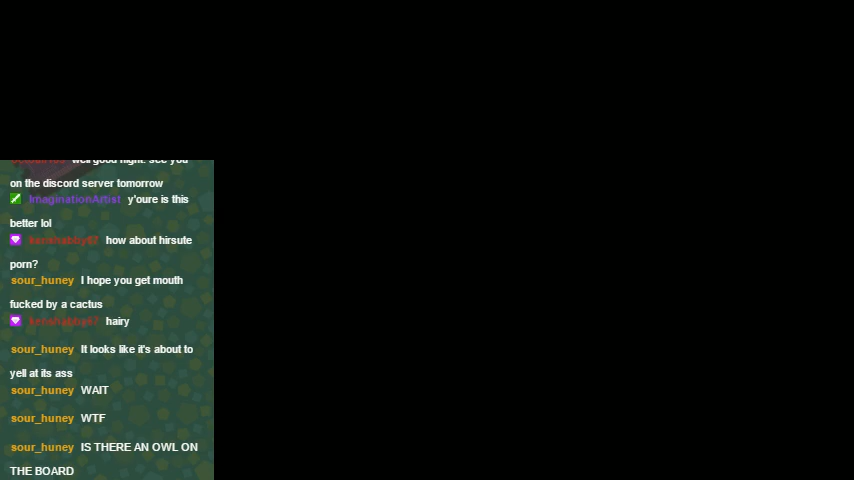 well good night. see you
on the discord server tomorrow
ImaginationArtist y'oure is this
better lol
how about hirsute
porn?
sour_huney I hope you get mouth
fucked by a cactus
hairy
sour_huney It looks like it's about to
yell at its ass
sour_huney WAIT
sour_huney WTF
sour_huney IS THERE AN OWL ON
THE BOARD